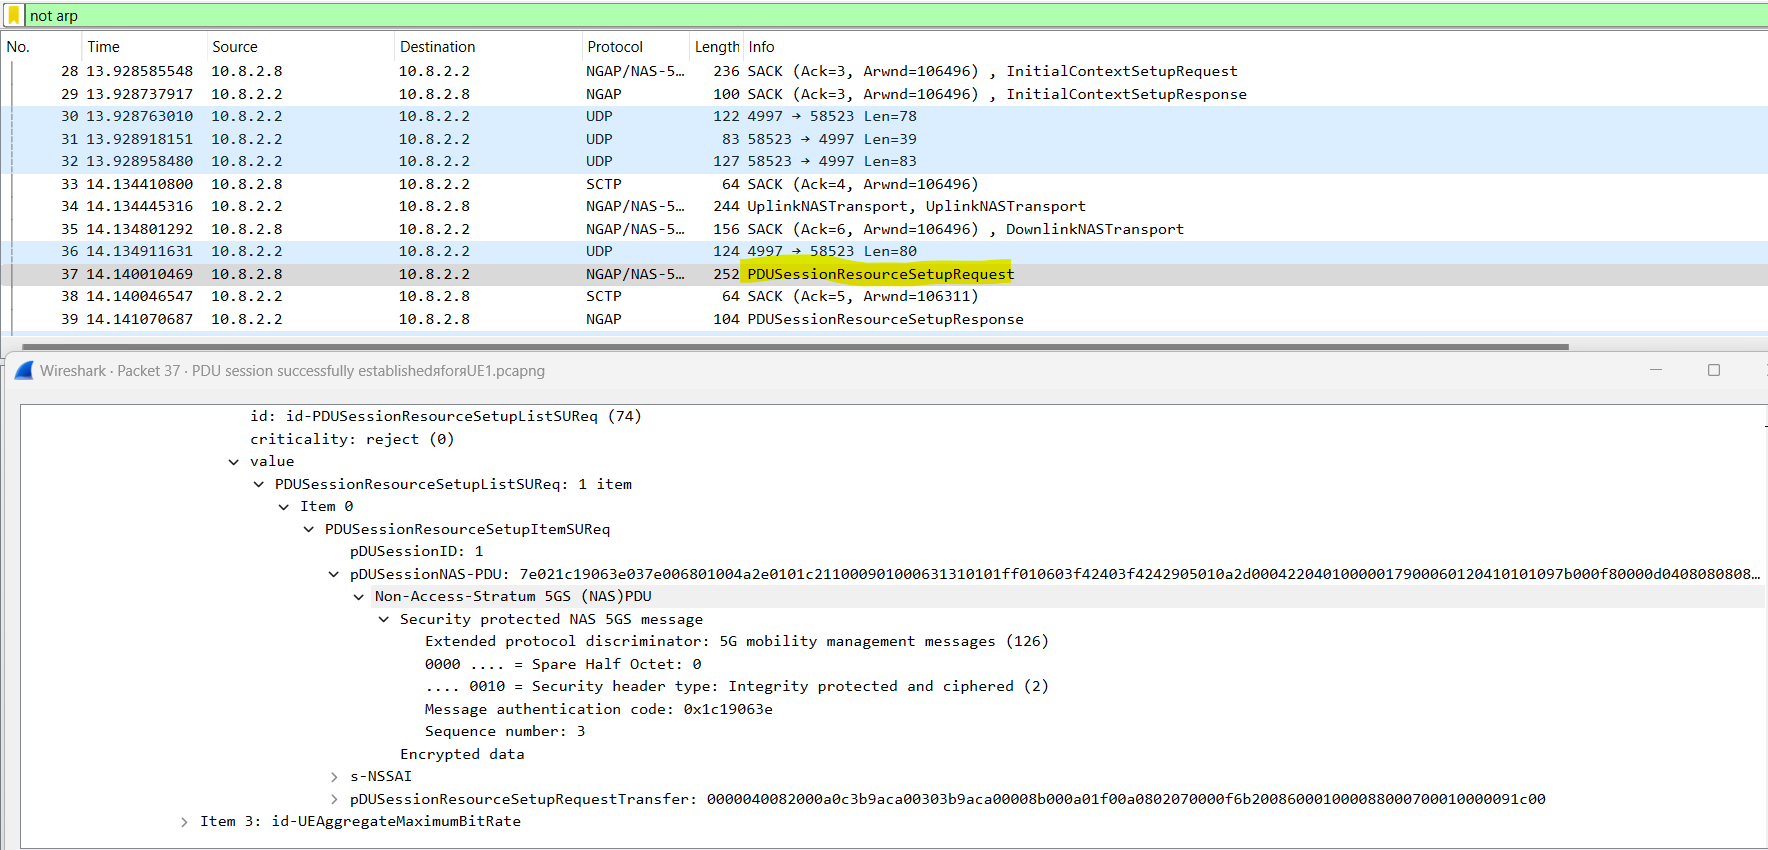 not arp
No. Time Source Destination Protocol Length Info
28 13.928585548 10.8.2.8 10.8.2.2 NGAP/NAS-5… 236 SACK (Ack=3, Arwnd=106496) , InitialContextSetupRequest
29 13.928737917 10.8.2.2 10.8.2.8 NGAP 100 SACK (Ack=3, Arwnd=106496) , InitialContextSetupResponse
30 13.928763010 10.8.2.2 10.8.2.2 UDP 122 4997 → 58523 Len=78
31 13.928918151 10.8.2.2 10.8.2.2 UDP 83 58523 → 4997 Len=39
32 13.928958480 10.8.2.2 10.8.2.2 UDP 127 58523 → 4997 Len=83
33 14.134410800 10.8.2.8 10.8.2.2 SCTP 64 SACK (Ack=4, Arwnd=106496)
34 14.134445316 10.8.2.2 10.8.2.8 NGAP/NAS-5… 244 UplinkNASTransport, UplinkNASTransport
35 14.134801292 10.8.2.8 10.8.2.2 NGAP/NAS-5… 156 SACK (Ack=6, Arwnd=106496) , DownlinkNASTransport
36 14.134911631 10.8.2.2 10.8.2.2 UDP 124 4997 → 58523 Len=80
37 14.140010469 10.8.2.8 10.8.2.2 NGAP/NAS-5… 252 PDUSessionResourceSetupRequest
38 14.140046547 10.8.2.2 10.8.2.8 SCTP 64 SACK (Ack=5, Arwnd=106311)
39 14.141070687 10.8.2.2 10.8.2.8 NGAP 104 PDUSessionResourceSetupResponse
Wireshark · Packet 37 · PDU session successfully establishedяforяUE1.pcapng
id: id-PDUSessionResourceSetupListSUReq (74)
criticality: reject (0)
value
PDUSessionResourceSetupListSUReq: 1 item
Item 0
PDUSessionResourceSetupItemSUReq
pDUSessionID: 1
pDUSessionNAS-PDU: 7e021c19063e037e006801004a2e0101c211000901000631310101ff010603f42403f4242905010a2d00042204010000017900060120410101097b000f80000d0408080808…
Non-Access-Stratum 5GS (NAS)PDU
Security protected NAS 5GS message
Extended protocol discriminator: 5G mobility management messages (126)
0000 .... = Spare Half Octet: 0
.... 0010 = Security header type: Integrity protected and ciphered (2)
Message authentication code: 0x1c19063e
Sequence number: 3
Encrypted data
s-NSSAI
pDUSessionResourceSetupRequestTransfer: 0000040082000a0c3b9aca00303b9aca00008b000a01f00a0802070000f6b200860001000088000700010000091c00
Item 3: id-UEAggregateMaximumBitRate